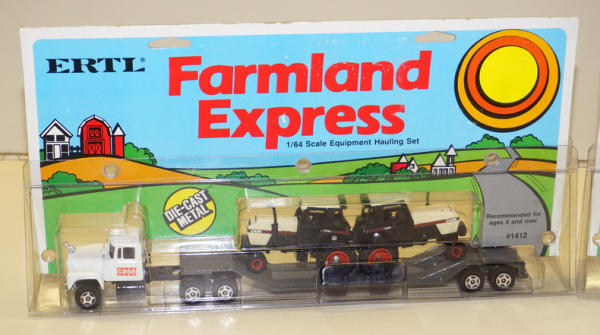 ERTL®
Farmland
Express
1/64 Scale Equipment Hauling Set
DIE-CAST
METAL
Recommended for
ages 3 and over
#1412